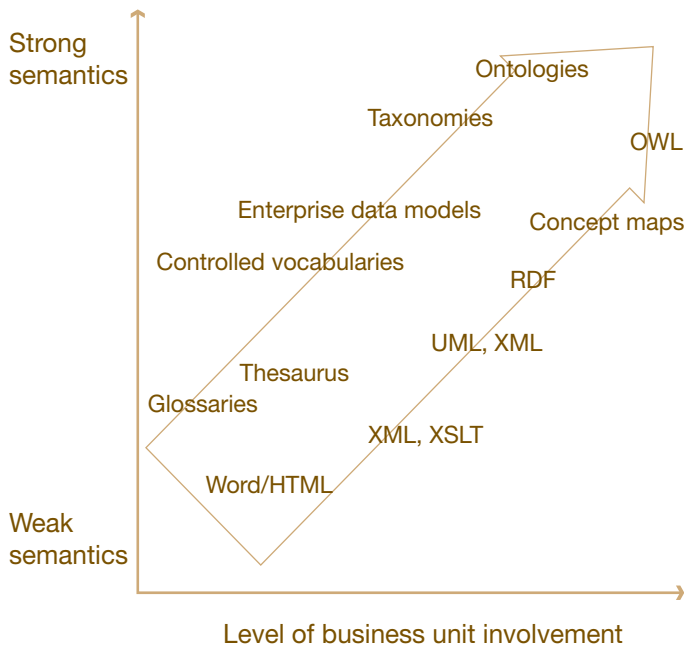 Strong
semantics
Ontologies
Taxonomies
OWL
Enterprise data models
Concept maps
Controlled vocabularies
RDF
UML, XML
Thesaurus
Glossaries
XML, XSLT
Word/HTML
Weak
semantics
Level of business unit involvement